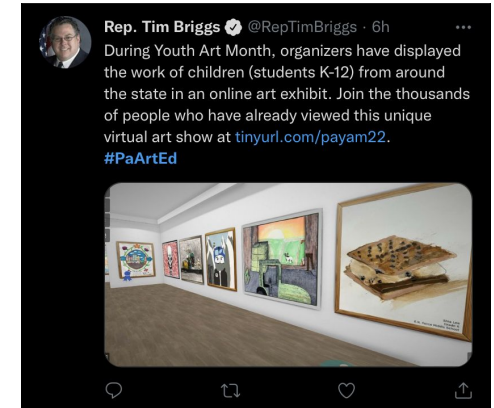 Rep. Tim Briggs @RepTimBriggs · 6h
During Youth Art Month, organizers have displayed
the work of children (students K-12) from around
the state in an online art exhibit. Join the thousands
of people who have already viewed this unique
virtual art show at tinyurl.com/payam22.
#PaArtEd